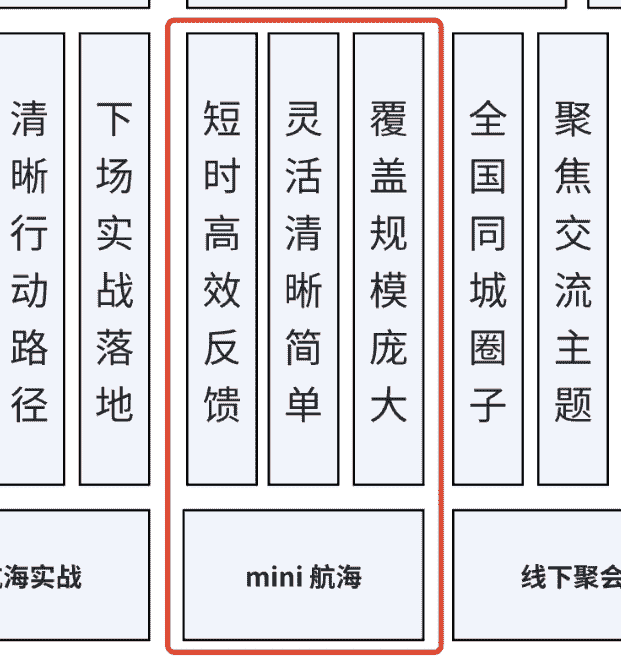 清晰行动路径
下场实战落地
短时高效反馈
灵活清晰简单
覆盖规模庞大
全国同城圈子
聚焦交流主题
海实战
mini 航海
线下聚会